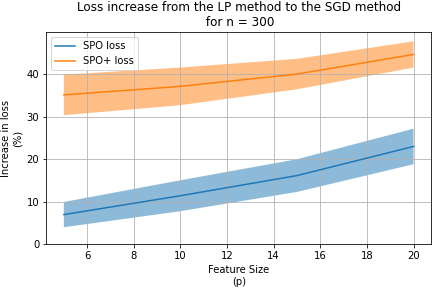 Loss increase from the LP method to the SGD method
for n = 300
SPO loss
SPO+ loss
Increase in loss
(%)
40
30
20
10
0
6 8 10 12 14 16 18 20
Feature Size
(p)